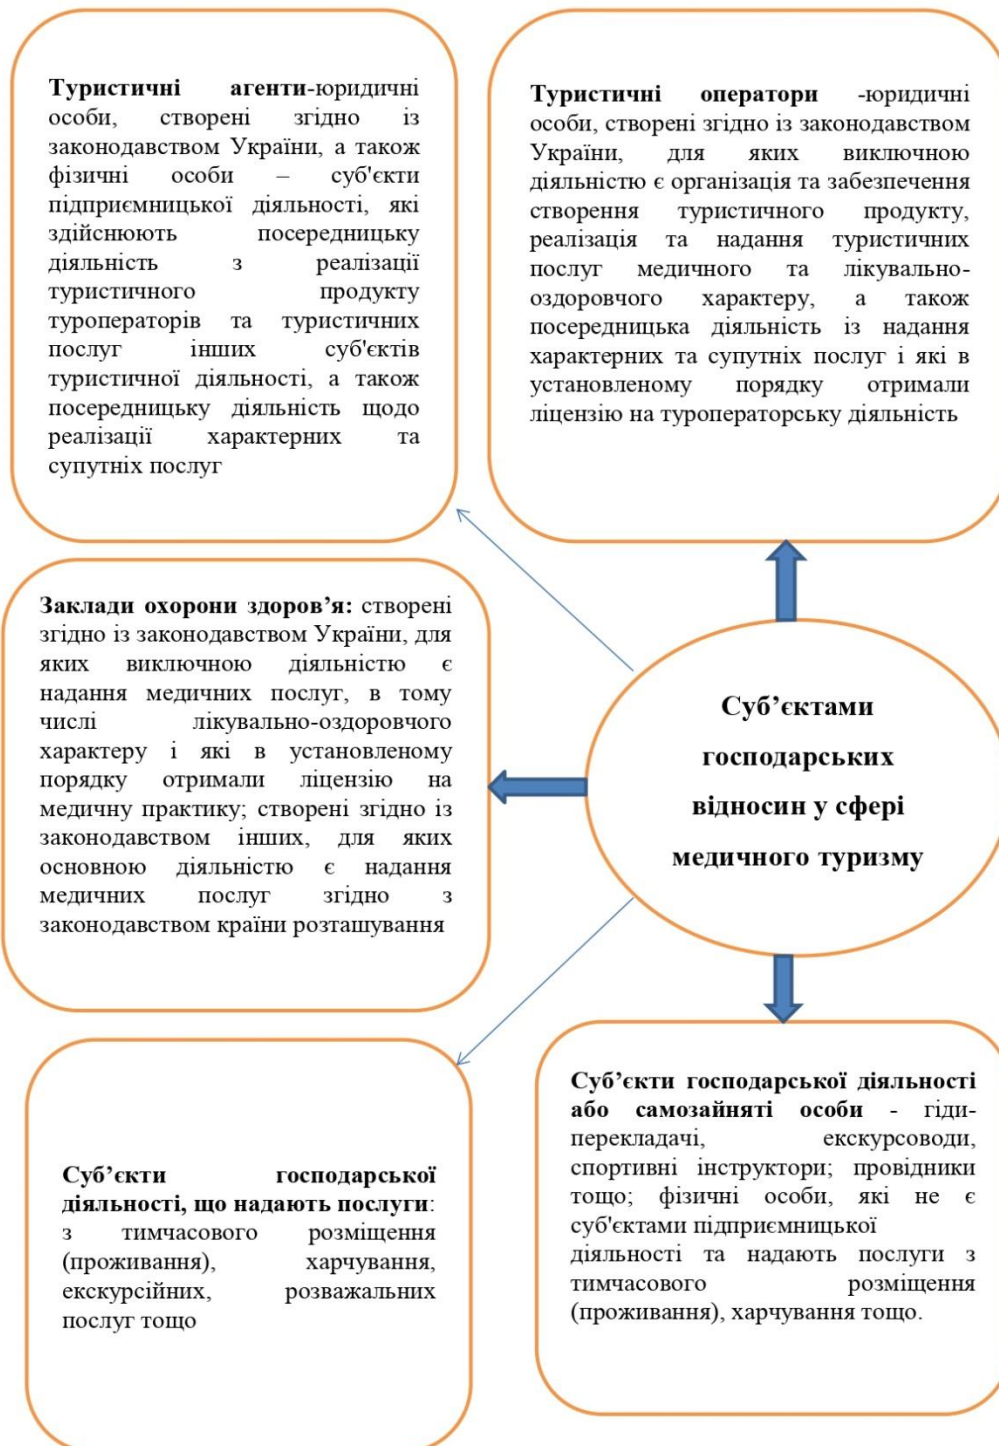 Туристичні агенти-юридичні
особи, створені згідно із
законодавством України, а також
фізичні особи – суб'єкти
підприємницької діяльності, які
здійснюють посередницьку
діяльність з реалізації
туристичного продукту
туроператорів та туристичних
послуг інших суб'єктів
туристичної діяльності, а також
посередницьку діяльність щодо
реалізації характерних та
супутніх послуг
Туристичні оператори -юридичні
особи, створені згідно із законодавством
України, для яких виключною
діяльністю є організація та забезпечення
створення туристичного продукту,
реалізація та надання туристичних
послуг медичного та лікувально-
оздоровчого характеру, а також
посередницька діяльність із надання
характерних та супутніх послуг і які в
установленому порядку отримали
ліцензію на туроператорську діяльність
Заклади охорони здоров’я: створені
згідно із законодавством України, для
яких виключною діяльністю є
надання медичних послуг, в тому
числі лікувально-оздоровчого
характеру і які в установленому
порядку отримали ліцензію на
медичну практику; створені згідно із
законодавством інших, для яких
основною діяльністю є надання
медичних послуг згідно з
законодавством країни розташування
Суб’єктами
господарських
відносин у сфері
медичного туризму
Суб’єкти господарської
діяльності, що надають послуги:
з тимчасового розміщення
(проживання), харчування,
екскурсійних, розважальних
послуг тощо
Суб’єкти господарської діяльності
або самозайняті особи - гіди-
перекладачі, екскурсоводи,
спортивні інструктори; провідники
тощо; фізичні особи, які не є
суб'єктами підприємницької
діяльності та надають послуги з
тимчасового розміщення
(проживання), харчування тощо.